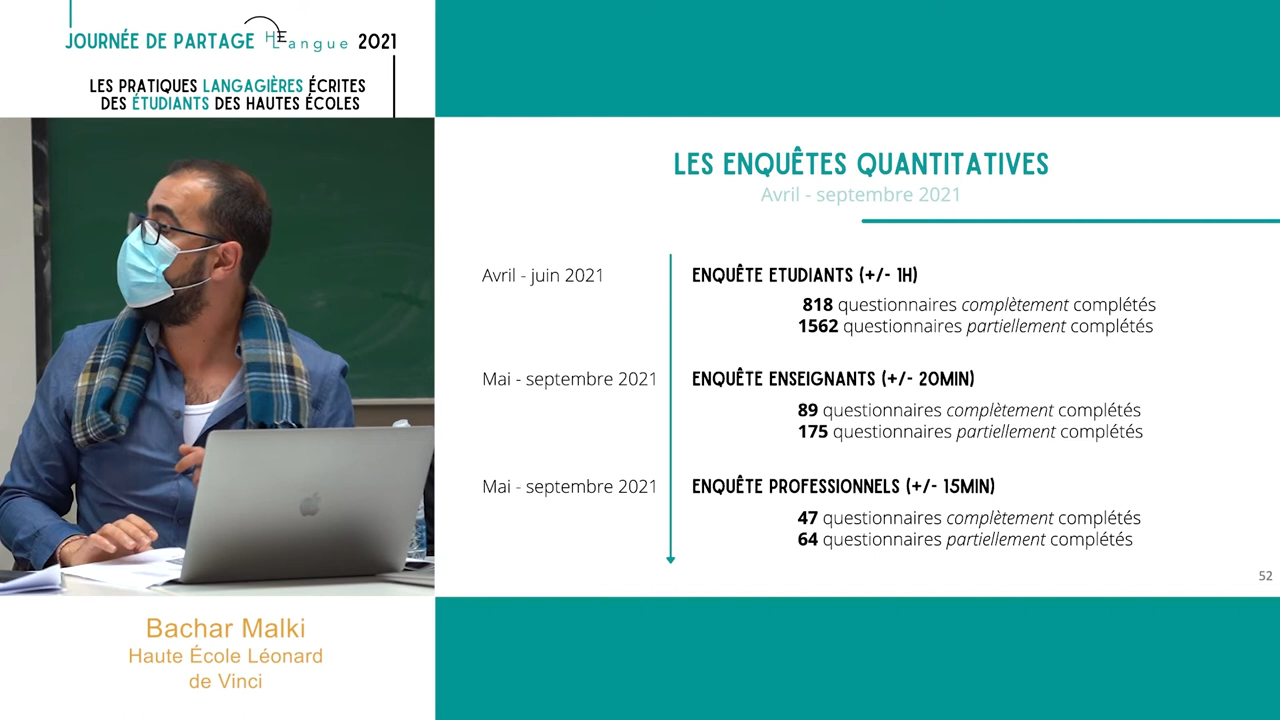 JOURNÉE DE PARTAGE HELangue 2021
LES PRATIQUES LANGAGIÈRES ÉCRITES
DES ÉTUDIANTS DES HAUTES ÉCOLES
LES ENQUÊTES QUANTITATIVES
Avril - septembre 2021
Avril - juin 2021
ENQUÊTE ETUDIANTS (+/- 1H)
818 questionnaires complètement complétés
1562 questionnaires partiellement complétés
Mai - septembre 2021
ENQUÊTE ENSEIGNANTS (+/- 20MIN)
89 questionnaires complètement complétés
175 questionnaires partiellement complétés
Mai - septembre 2021
ENQUÊTE PROFESSIONNELS (+/- 15MIN)
47 questionnaires complètement complétés
64 questionnaires partiellement complétés
52
Bachar Malki
Haute École Léonard
de Vinci